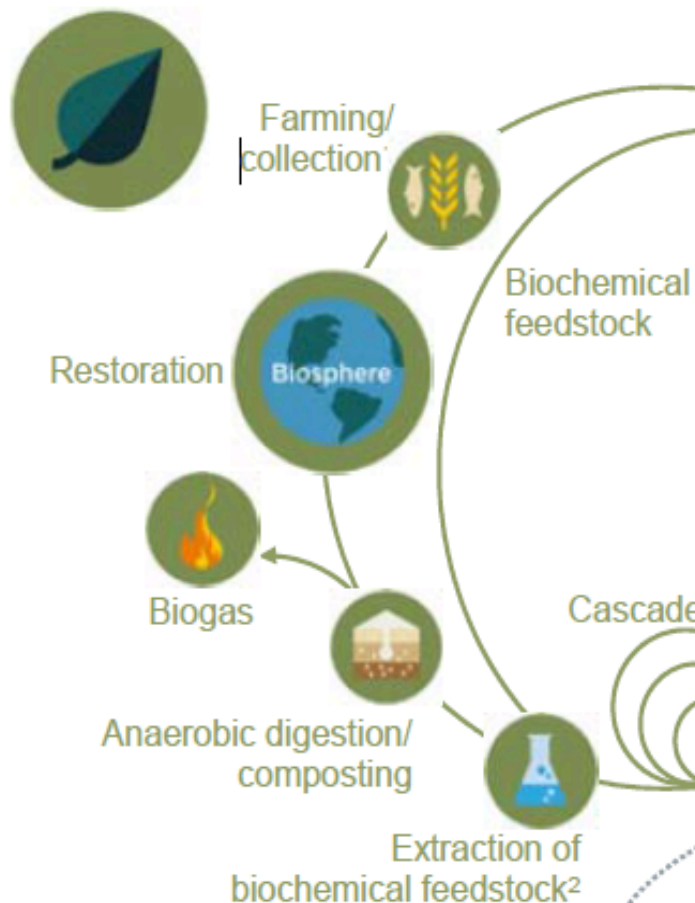 Farming/
collection¹
Biochemical
feedstock
Restoration
Biosphere
Biogas
Cascade
Anaerobic digestion/
composting
Extraction of
biochemical feedstock²